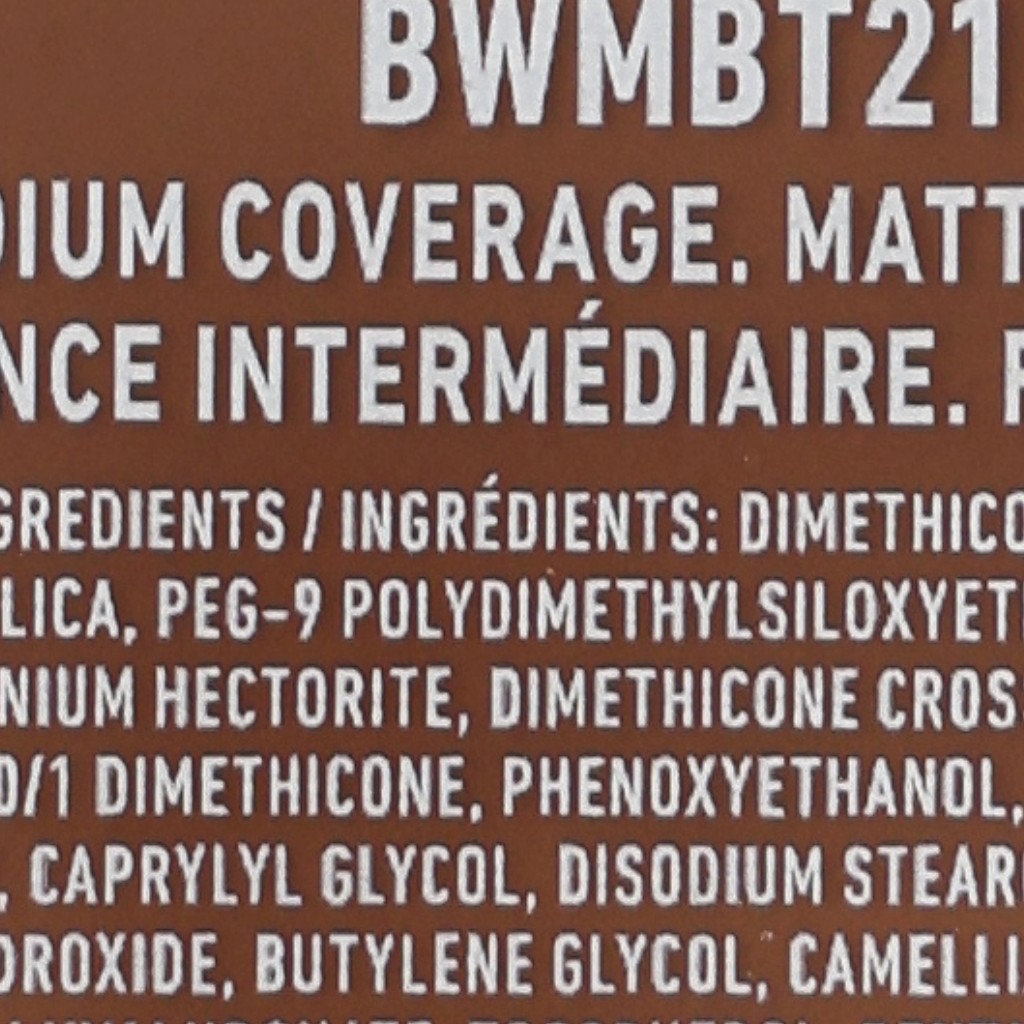 BWMBT21
DIUM COVERAGE. MATT
NCE INTERMÉDIAIRE.
GREDIENTS / INGRÉDIENTS: DIMETHICO
LICA, PEG-9 POLYDIMETHYLSILOXYET
NIUM HECTORITE, DIMETHICONE CROS
0/1 DIMETHICONE, PHENOXYETHANOL,
, CAPRYLYL GLYCOL, DISODIUM STEAR
DROXIDE, BUTYLENE GLYCOL, CAMELLI